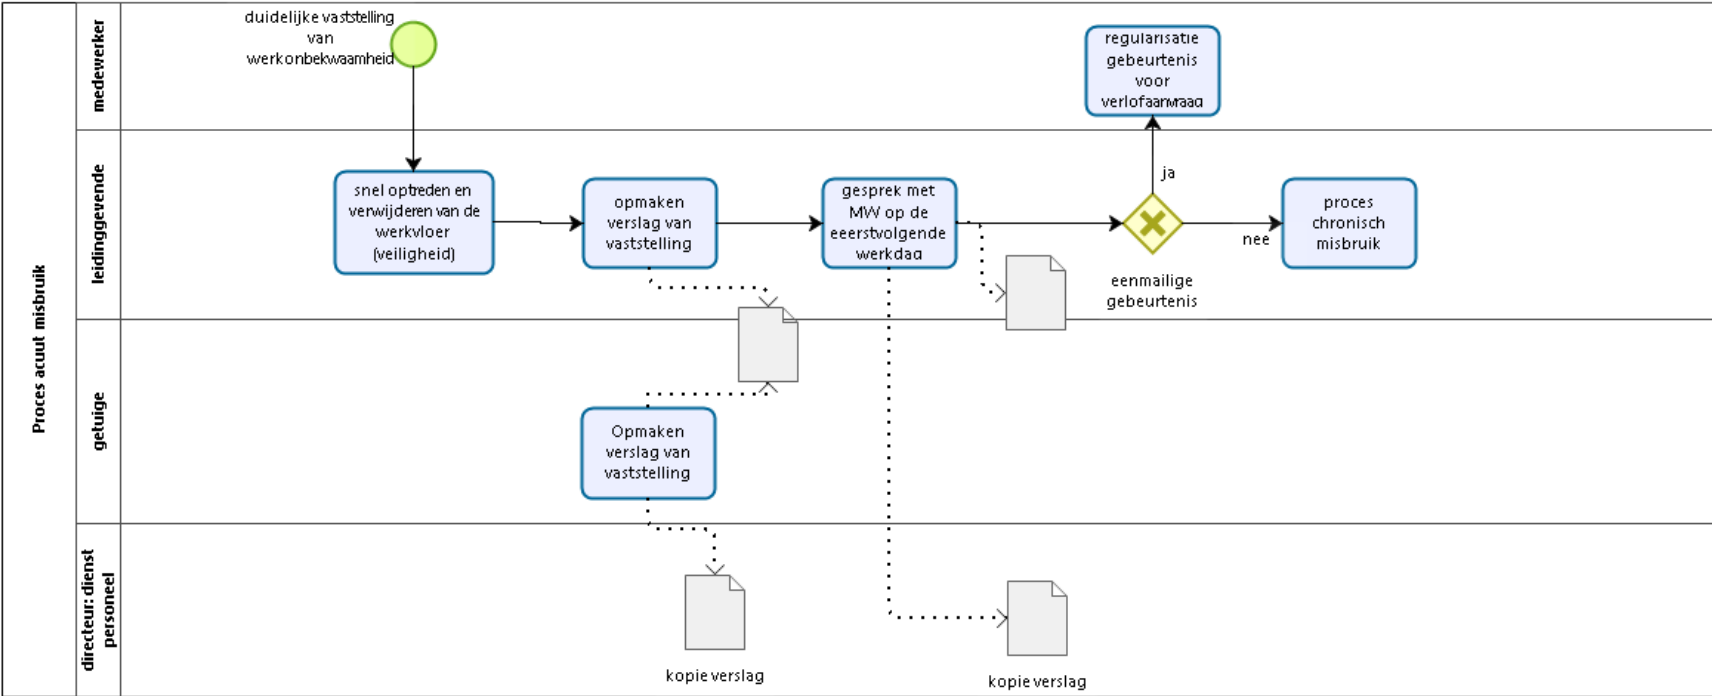 Proces acuut misbruik
medewerker
duidelijke vaststelling
van
werkonbekwaamheid
regularisatie
gebeurtenis
voor
verlofaanvraag
leidinggevende
snel optreden en
verwijderen van de
werkvloer
(veiligheid)
opmaken
verslag van
vaststelling
gesprek met
MW op de
eeerstvolgende
werkdag
ja
nee
eenmailige
gebeurtenis
proces
chronisch
misbruik
getuige
Opmaken
verslag van
vaststelling
directeur: dienst
personeel
kopie verslag
kopie verslag